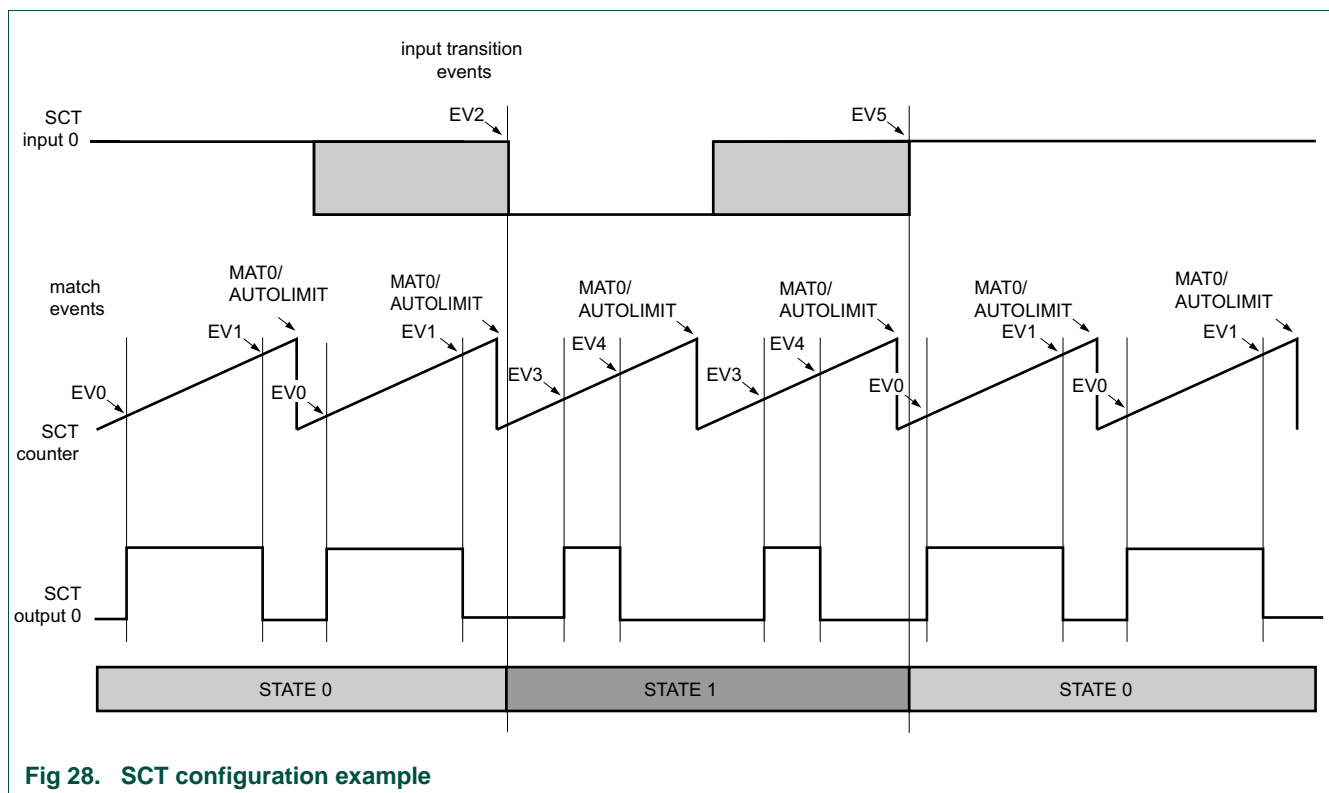 input transition
events
SCT
input 0
EV2
EV5
match
events
MAT0/
AUTOLIMIT
MAT0/
AUTOLIMIT
MAT0/
AUTOLIMIT
MAT0/
AUTOLIMIT
MAT0/
AUTOLIMIT
MAT0/
AUTOLIMIT
EV1
EV1
EV4
EV4
EV1
EV1
EV0
EV0
EV3
EV3
EV0
EV0
SCT
counter
SCT
output 0
STATE 0
STATE 1
STATE 0
Fig 28. SCT configuration example